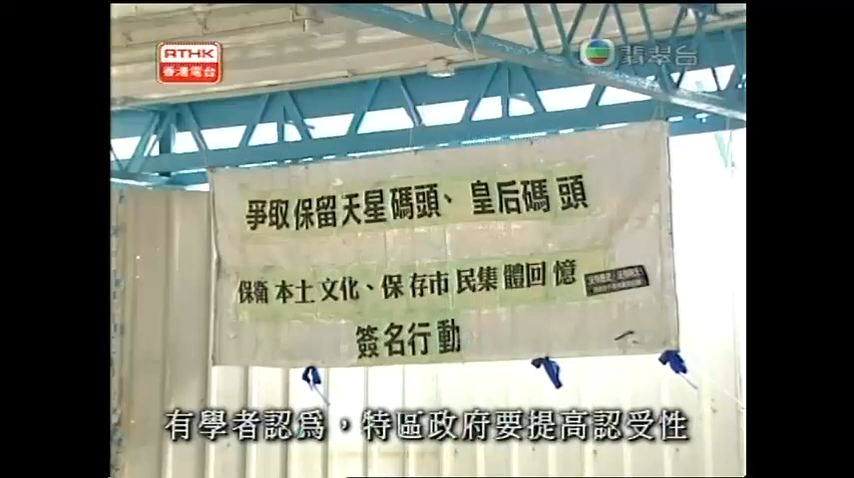 RTHK
香港電台
翡翠台
爭取保留天星碼頭、皇后碼頭
保衛本土文化、保存市民集體回憶
簽名行動
有學者認為,特區政府要提高認受性